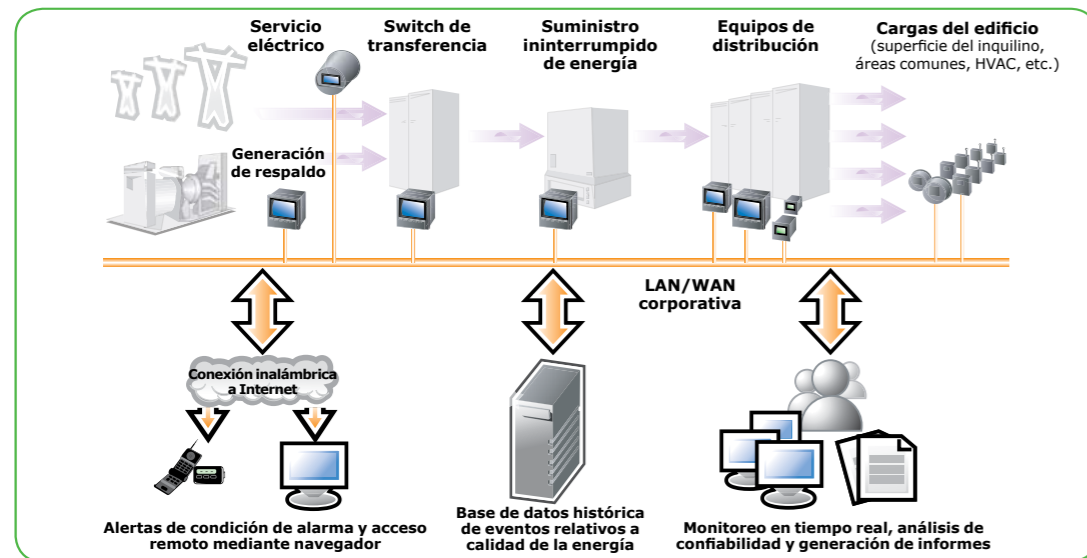 Servicio
eléctrico
Switch de
transferencia
Suministro
ininterrumpido
de energía
Equipos de
distribución
Cargas del edificio
(superficie del inquilino,
áreas comunes, HVAC, etc.)
Generación
de respaldo
LAN/WAN
corporativa
Conexión inalámbrica
a Internet
Alertas de condición de alarma y acceso
remoto mediante navegador
Base de datos histórica
de eventos relativos a
calidad de la energía
Monitoreo en tiempo real, análisis de
confiabilidad y generación de informes